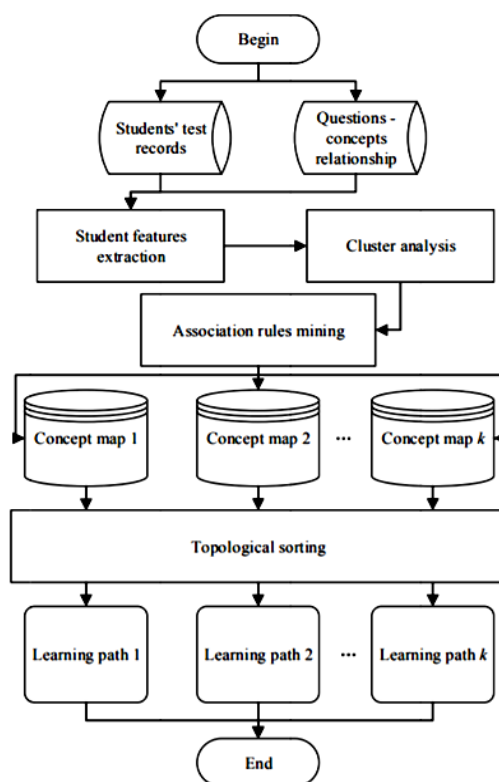 Begin
Students' test
records
Questions -
concepts
relationship
Student features
extraction
Cluster analysis
Association rules mining
Concept map 1
Concept map 2
...
Concept map k
Topological sorting
Learning path 1
Learning path 2
...
Learning path k
End